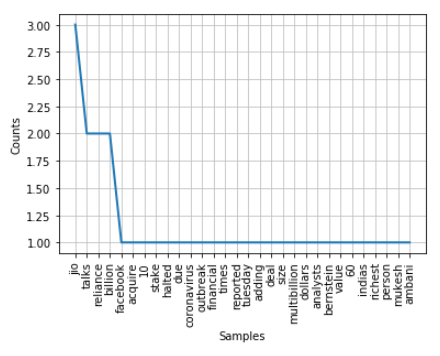 3.00
2.75
2.50
2.25
2.00
1.75
1.50
1.25
1.00
Counts
jio
talks
reliance
billion
facebook
acquire
10
stake
halted
due
coronavirus
outbreak
financial
times
reported
tuesday
adding
deal
size
multibillion
dollars
analysts
bernstein
value
60
indias
richest
person
mukesh
ambani
Samples